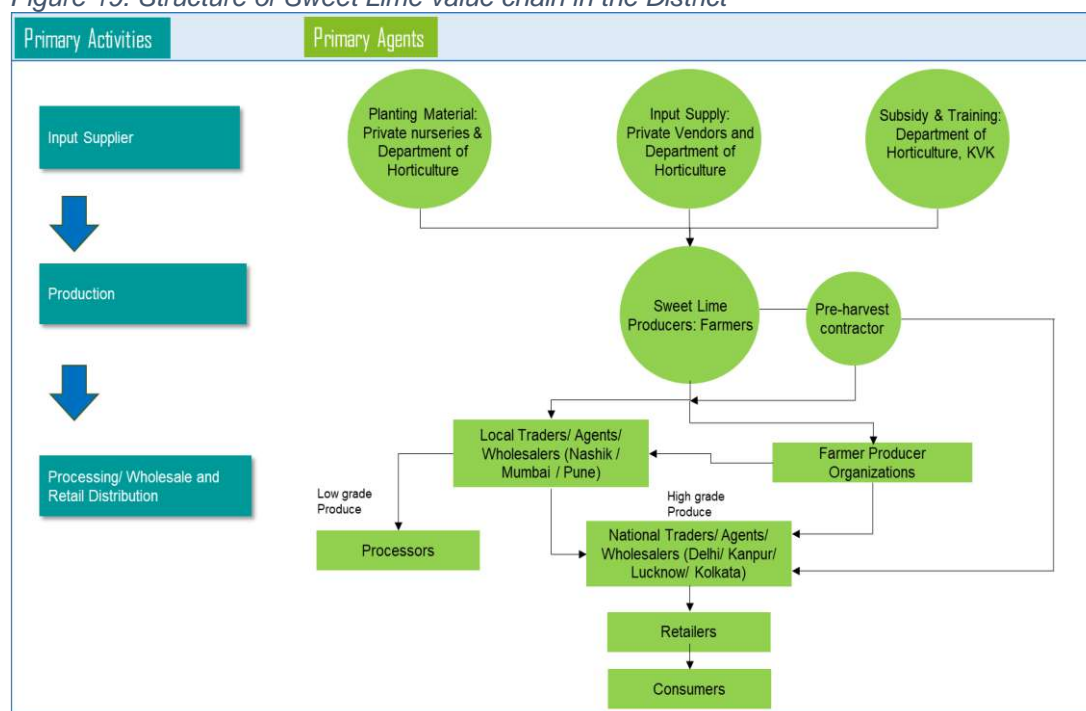 Figure 19: Structure of Sweet Lime value chain in the District
Primary Activities
Primary Agents
Input Supplier
Planting Material:
Private nurseries &
Department of
Horticulture
Input Supply:
Private Vendors and
Department of
Horticulture
Subsidy & Training:
Department of
Horticulture, KVK
Production
Sweet Lime
Producers: Farmers
Pre-harvest
contractor
Processing/ Wholesale and
Retail Distribution
Local Traders/ Agents/
Wholesalers (Nashik /
Mumbai / Pune)
Farmer Producer
Organizations
Low grade
Produce
High grade
Produce
Processors
National Traders/ Agents/
Wholesalers (Delhi/ Kanpur/
Lucknow/ Kolkata)
Retailers
Consumers